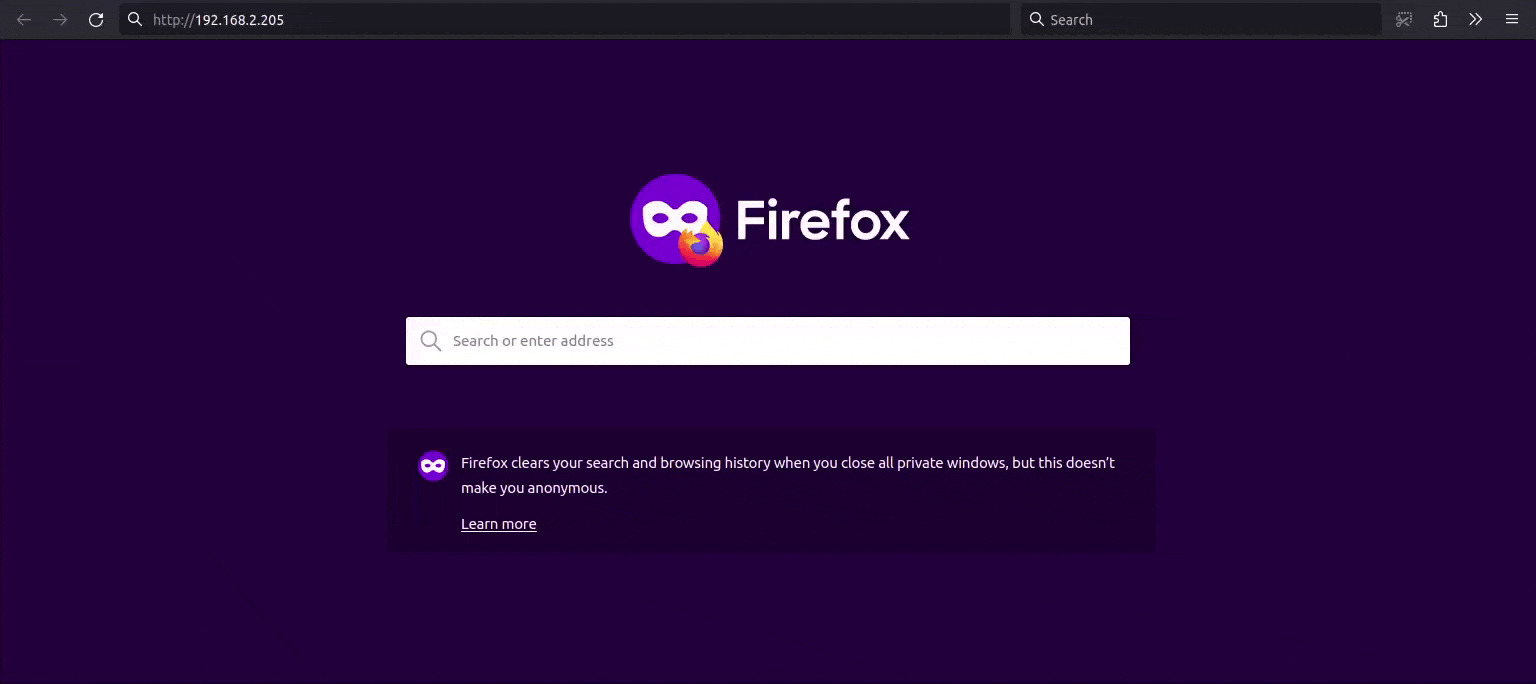 http://192.168.2.205
Search
Firefox
Search or enter address
Firefox clears your search and browsing history when you close all private windows, but this doesn’t
make you anonymous.
Learn more